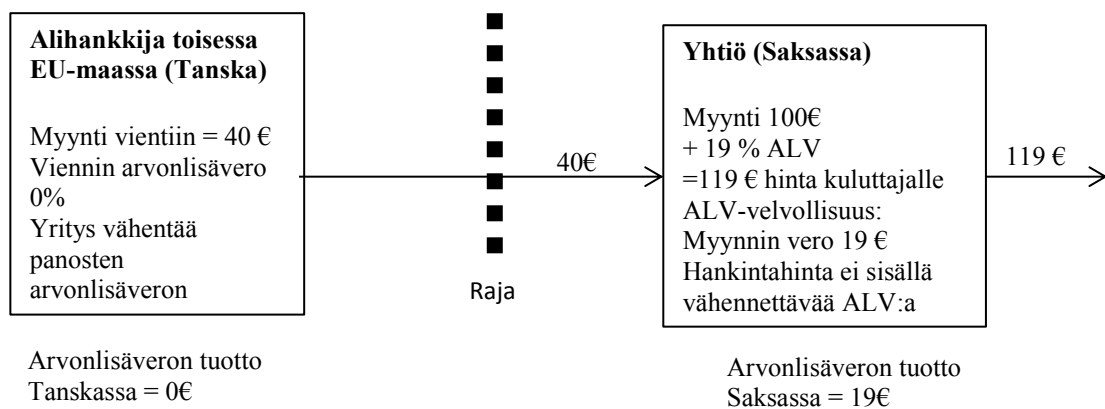 Alihankkija toisessa
EU-maassa (Tanska)
Myynti vientiin = 40 €
Viennin arvonlisävero
0%
Yritys vähentää
panosten
arvonlisäveron
Arvonlisäveron tuotto
Tanskassa = 0€
Raja
40€
Yhtiö (Saksassa)
Myynti 100€
+ 19 % ALV
=119 € hinta kuluttajalle
ALV-velvollisuus:
Myynnin vero 19 €
Hankintahinta ei sisällä
vähennettävää ALV:a
Arvonlisäveron tuotto
Saksassa = 19€
119 €